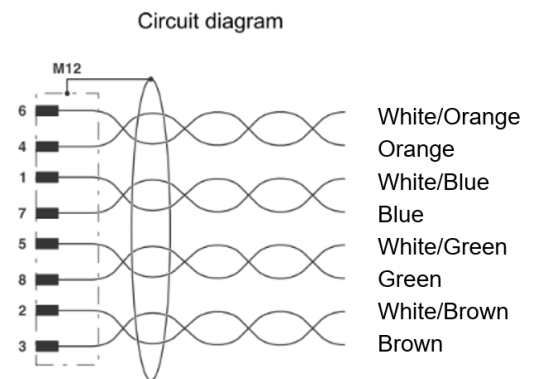 Circuit diagram
M12
6 White/Orange
4 Orange
1 White/Blue
7 Blue
5 White/Green
8 Green
2 White/Brown
3 Brown